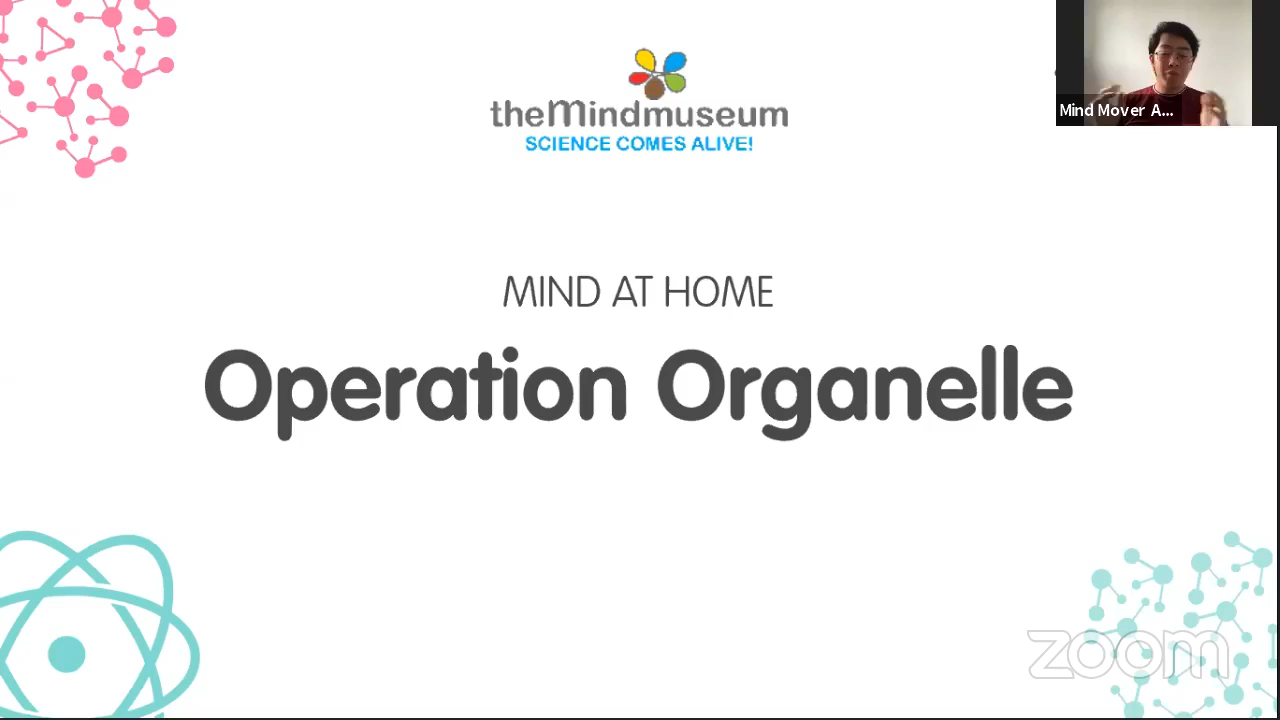 theMindmuseum
SCIENCE COMES ALIVE!
Mind Mover A...
MIND AT HOME
Operation Organelle
zoom